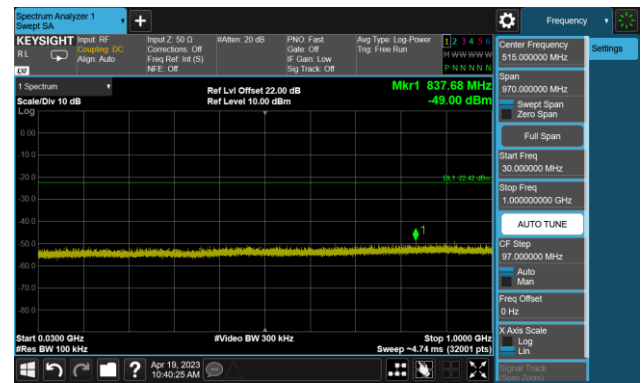 Spectrum Analyzer 1
Swept SA
Frequency
KEYSIGHT
RL
LXI
Input: RF
Coupling: DC
Align: Auto
Input Z: 50 Ω
Corrections: Off
Freq Ref: Int (S)
NFE: Off
#Atten: 20 dB
PNO: Fast
Gate: Off
IF Gain: Low
Sig Track: Off
Avg Type: Log-Power
Trig: Free Run
1 2 3 4 5 6
M W W W W W
P N N N N N
1 Spectrum
Scale/Div 10 dB
Log
Ref Lvl Offset 22.00 dB
Ref Level 10.00 dBm
Mkr1 837.68 MHz
-49.00 dBm
0.00
-10.0
-20.0
-30.0
-40.0
-50.0
-60.0
-70.0
-80.0
DL1 -22.42 dBm
1
Start 0.0300 GHz
#Res BW 100 kHz
#Video BW 300 kHz
Stop 1.0000 GHz
Sweep ~4.74 ms (32001 pts)
Center Frequency
515.000000 MHz
Settings
Span
970.000000 MHz
Swept Span
Zero Span
Full Span
Start Freq
30.000000 MHz
Stop Freq
1.000000000 GHz
AUTO TUNE
CF Step
97.000000 MHz
Auto
Man
Freq Offset
0 Hz
X Axis Scale
Log
Lin
Signal Track
(Span Zoom)
?
Apr 19, 2023
10:40:25 AM